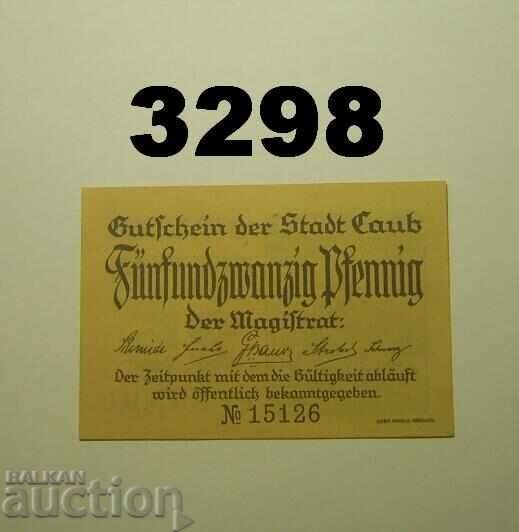 3298
Gutschein der Stadt Caub
Fünfundzwanzig Pfennig
Der Magistrat:
Der Zeitpunkt mit dem die Gültigkeit abläuft
wird öffentlich bekanntgegeben.
№ 15126
BALKAN
auction